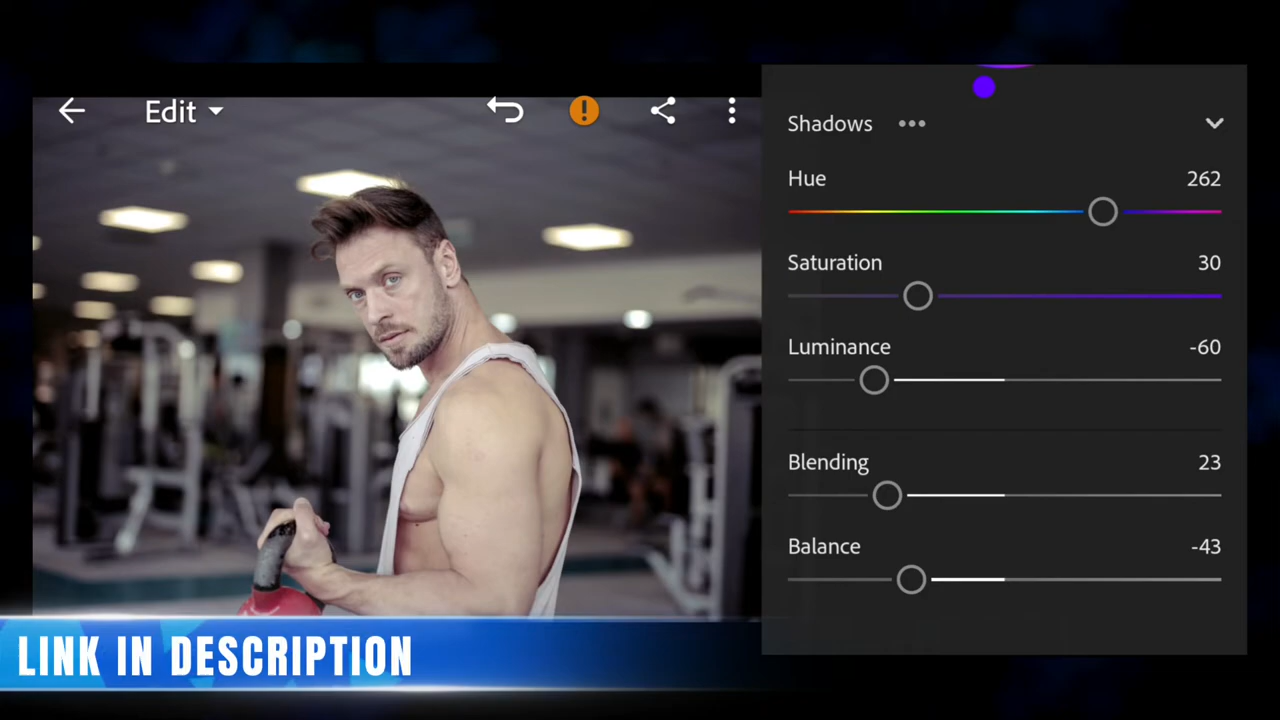 Edit
Shadows
Hue 262
Saturation 30
Luminance -60
Blending 23
Balance -43
LINK IN DESCRIPTION